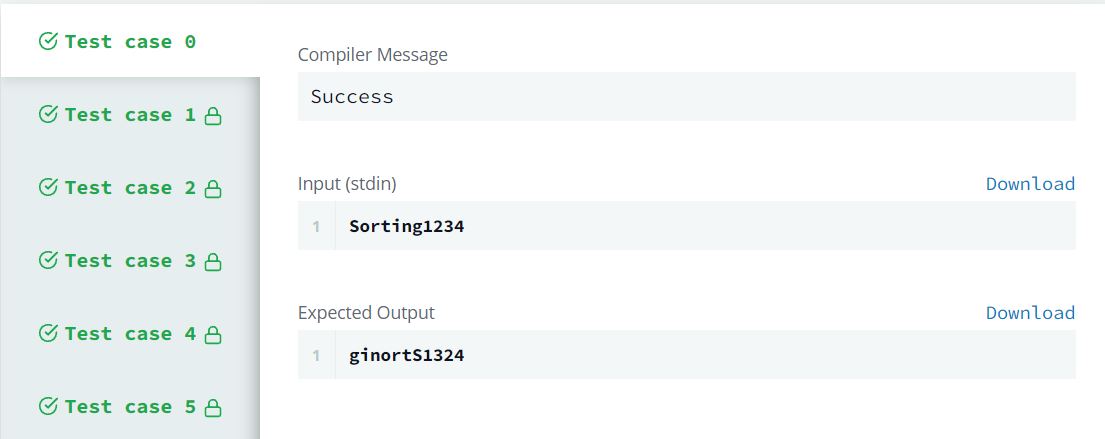 Test case 0
Test case 1
Test case 2
Test case 3
Test case 4
Test case 5
Compiler Message
Success
Input (stdin)
Download
1 Sorting1234
Expected Output
Download
1 ginortS1324